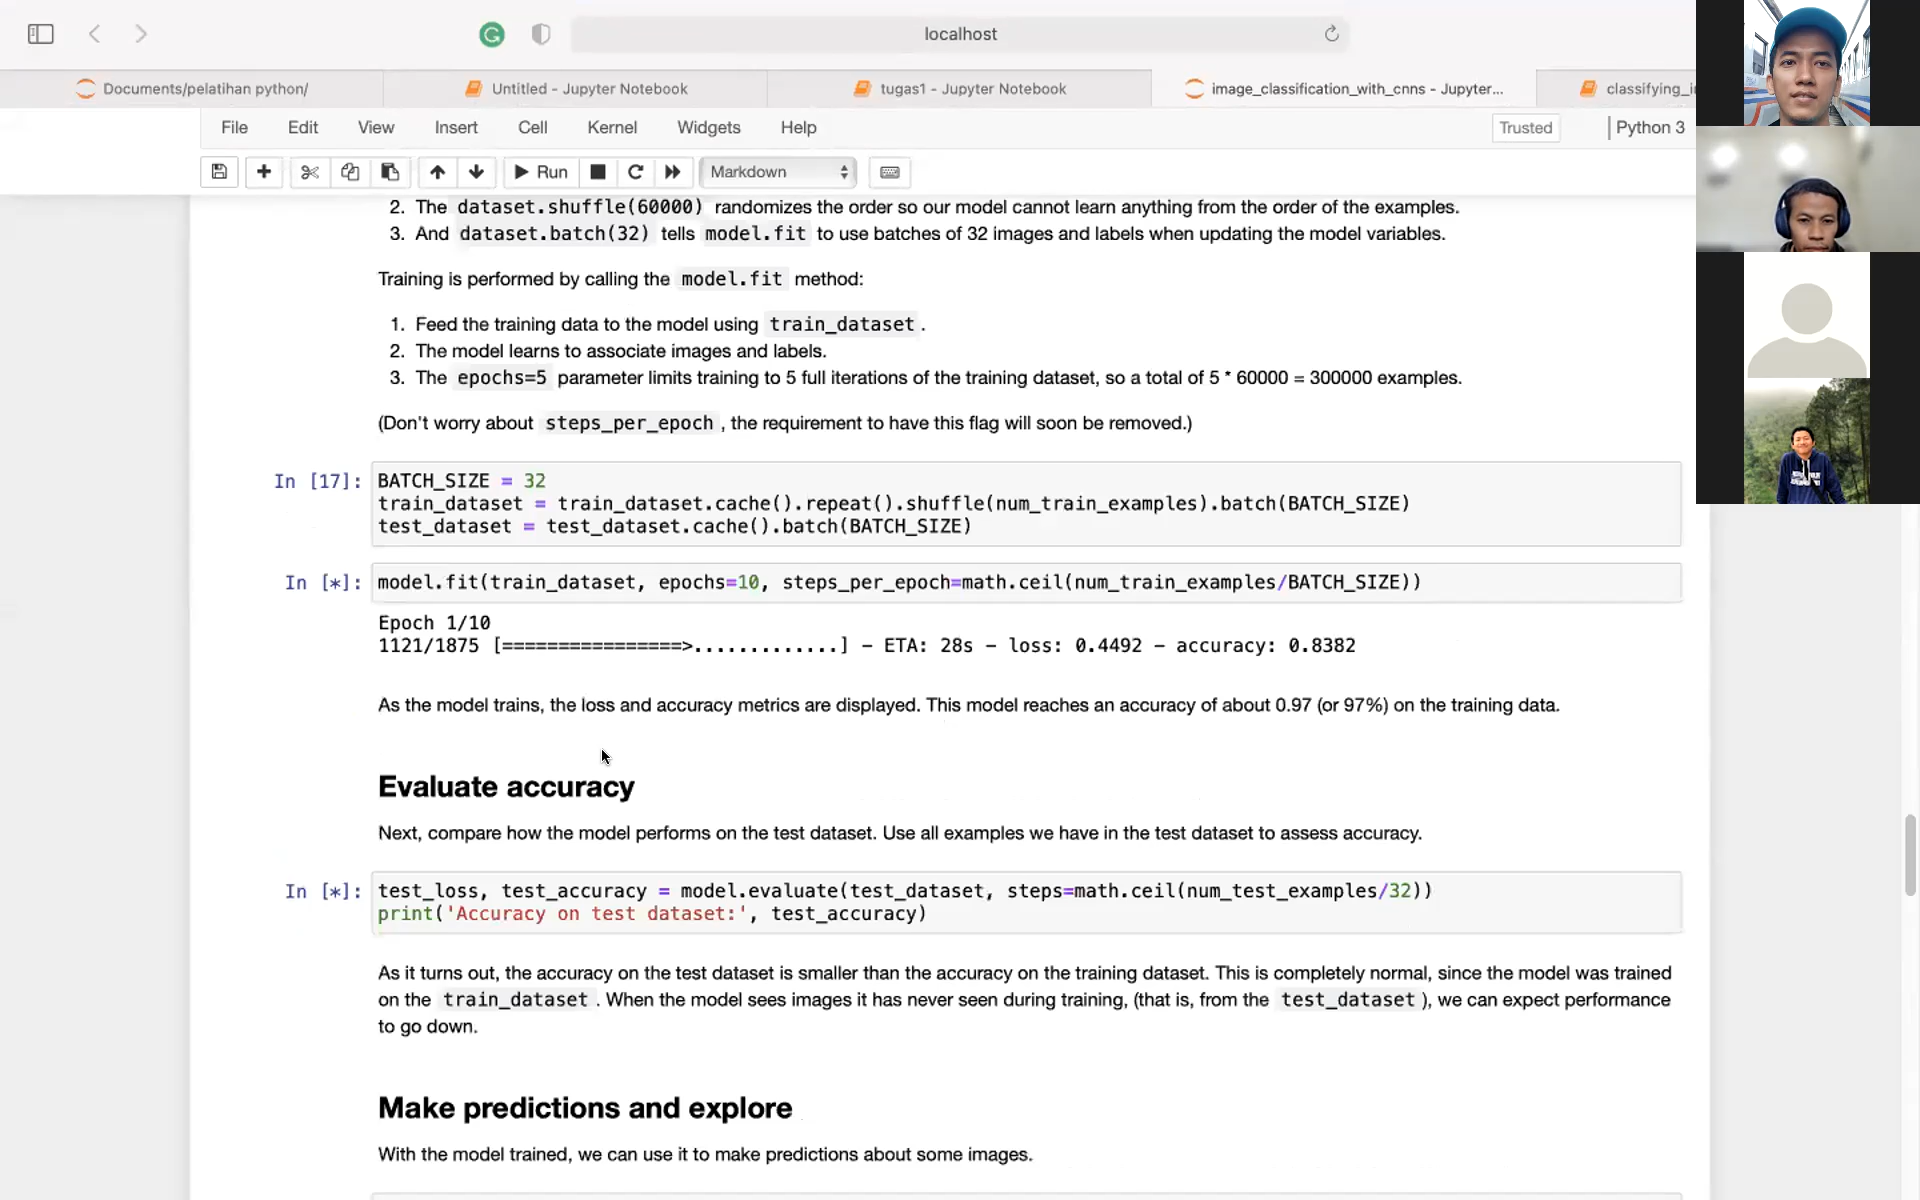 localhost
Documents/pelatihan python/
Untitled - Jupyter Notebook
tugas1 - Jupyter Notebook
image_classification_with_cnns - Jupyter...
File Edit View Insert Cell Kernel Widgets Help
Trusted
Python 3
Run
Markdown
2. The dataset.shuffle(60000) randomizes the order so our model cannot learn anything from the order of the examples.
3. And dataset.batch(32) tells model.fit to use batches of 32 images and labels when updating the model variables.
Training is performed by calling the model.fit method:
1. Feed the training data to the model using train_dataset.
2. The model learns to associate images and labels.
3. The epochs=5 parameter limits training to 5 full iterations of the training dataset, so a total of 5 * 60000 = 300000 examples.
(Don't worry about steps_per_epoch, the requirement to have this flag will soon be removed.)
In [17]:
BATCH_SIZE = 32
train_dataset = train_dataset.cache().repeat().shuffle(num_train_examples).batch(BATCH_SIZE)
test_dataset = test_dataset.cache().batch(BATCH_SIZE)
In [*]:
model.fit(train_dataset, epochs=10, steps_per_epoch=math.ceil(num_train_examples/BATCH_SIZE))
Epoch 1/10
1121/1875 [================>.............] - ETA: 28s - loss: 0.4492 - accuracy: 0.8382
As the model trains, the loss and accuracy metrics are displayed. This model reaches an accuracy of about 0.97 (or 97%) on the training data.
Evaluate accuracy
Next, compare how the model performs on the test dataset. Use all examples we have in the test dataset to assess accuracy.
In [*]:
test_loss, test_accuracy = model.evaluate(test_dataset, steps=math.ceil(num_test_examples/32))
print('Accuracy on test dataset:', test_accuracy)
As it turns out, the accuracy on the test dataset is smaller than the accuracy on the training dataset. This is completely normal, since the model was trained
on the train_dataset. When the model sees images it has never seen during training, (that is, from the test_dataset), we can expect performance
to go down.
Make predictions and explore
With the model trained, we can use it to make predictions about some images.